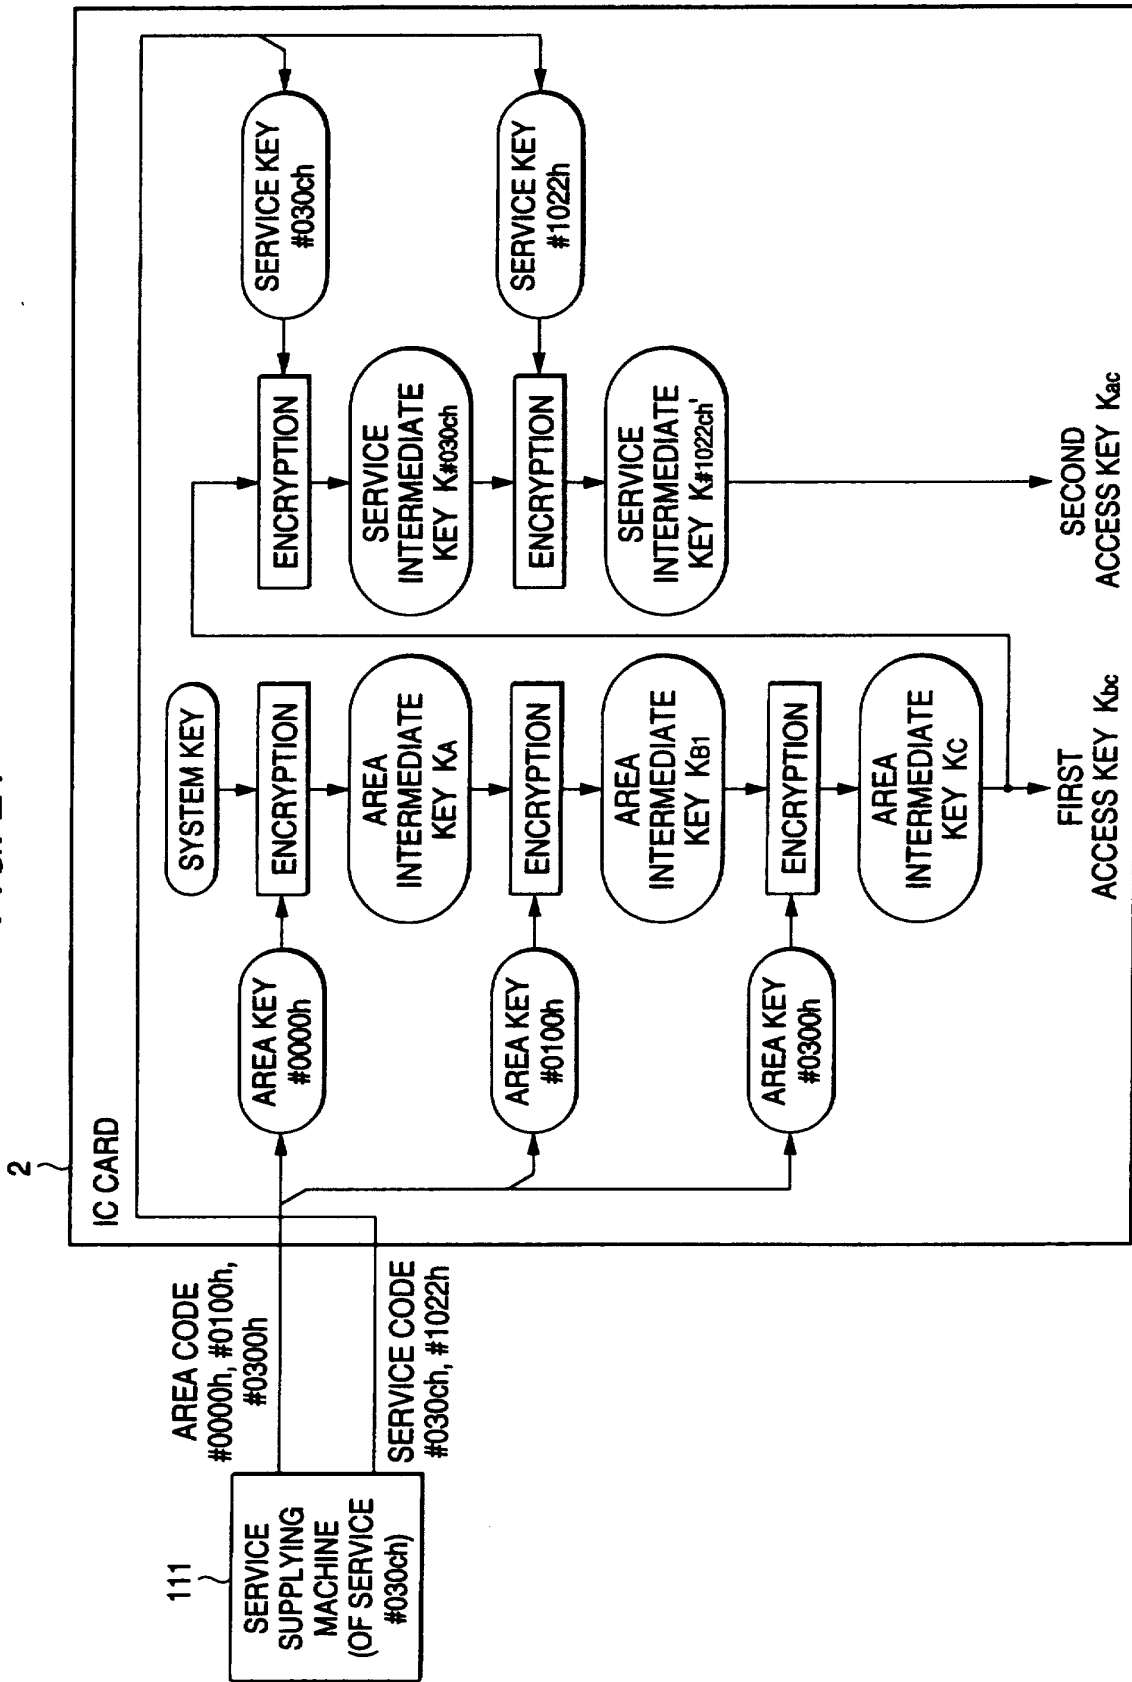 2
IC CARD
111
SERVICE
SUPPLYING
MACHINE
(OF SERVICE
#030ch)
AREA CODE
#0000h, #0100h,
#0300h
SERVICE CODE
#030ch, #1022h
AREA KEY
#0000h
AREA KEY
#0100h
AREA KEY
#0300h
SYSTEM KEY
ENCRYPTION
AREA
INTERMEDIATE
KEY KA
ENCRYPTION
AREA
INTERMEDIATE
KEY KB1
ENCRYPTION
AREA
INTERMEDIATE
KEY KC
FIRST
ACCESS KEY Kbc
ENCRYPTION
SERVICE
INTERMEDIATE
KEY K#030ch
ENCRYPTION
SERVICE
INTERMEDIATE
KEY K#1022ch'
SECOND
ACCESS KEY Kac
SERVICE KEY
#030ch
SERVICE KEY
#1022h